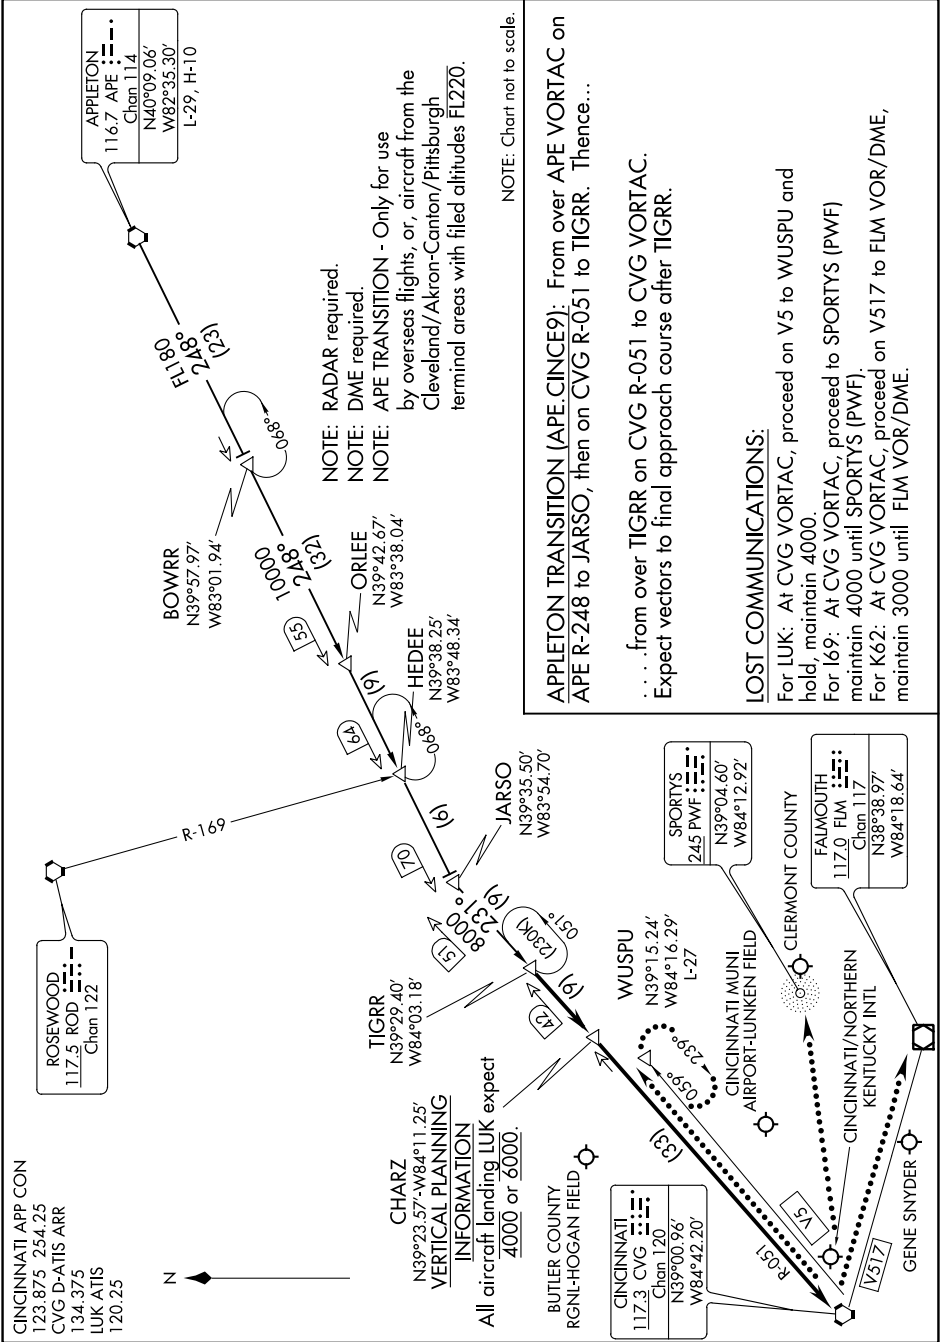 CINCINNATI APP CON
123.875 254.25
CVG D-ATIS ARR
134.375
LUK ATIS
120.25
N
ROSEWOOD
117.5 ROD
Chan 122
R-169
APPLETON
116.7 APE
Chan 114
N40°09.06′
W82°35.30′
L-29, H-10
FL180
248°
(23)
BOWRR
N39°57.97′
W83°01.94′
068°
10000
248°
(32)
55
ORLEE
N39°42.67′
W83°38.04′
(9)
64
HEDEE
N39°38.25′
W83°48.34′
068°
(6)
70
JARSO
N39°35.50′
W83°54.70′
51
8000
231°
(9)
TIGRR
N39°29.40′
W84°03.18′
(230K)
051°
42
(9)
CHARZ
N39°23.57′-W84°11.25′
VERTICAL PLANNING
INFORMATION
All aircraft landing LUK expect
4000 or 6000.
NOTE: RADAR required.
NOTE: DME required.
NOTE: APE TRANSITION - Only for use
by overseas flights, or, aircraft from the
Cleveland/Akron-Canton/Pittsburgh
terminal areas with filed altitudes FL220.
NOTE: Chart not to scale.
WUSPU
N39°15.24′
W84°16.29′
L-27
239°
059°
(33)
R-051
V5
V517
BUTLER COUNTY
RGNL-HOGAN FIELD
CINCINNATI
117.3 CVG
Chan 120
N39°00.96′
W84°42.20′
CINCINNATI MUNI
AIRPORT-LUNKEN FIELD
SPORTYS
245 PWF
N39°04.60′
W84°12.92′
CLERMONT COUNTY
CINCINNATI/NORTHERN
KENTUCKY INTL
FALMOUTH
117.0 FLM
Chan 117
N38°38.97′
W84°18.64′
GENE SNYDER
APPLETON TRANSITION (APE.CINCE9): From over APE VORTAC on
APE R-248 to JARSO, then on CVG R-051 to TIGRR. Thence...
. . . .from over TIGRR on CVG R-051 to CVG VORTAC.
Expect vectors to final approach course after TIGRR.
LOST COMMUNICATIONS:
For LUK: At CVG VORTAC, proceed on V5 to WUSPU and
hold, maintain 4000.
For I69: At CVG VORTAC, proceed to SPORTYS (PWF)
maintain 4000 until SPORTYS (PWF).
For K62: At CVG VORTAC, proceed on V517 to FLM VOR/DME,
maintain 3000 until FLM VOR/DME.